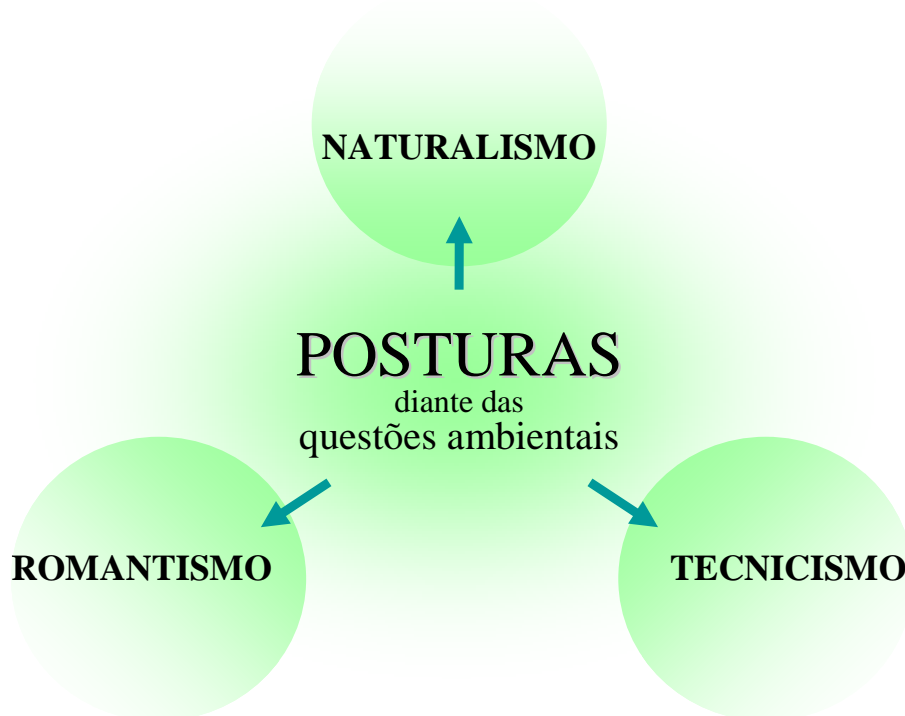 NATURALISMO
POSTURAS
diante das
questões ambientais
ROMANTISMO
TECNICISMO